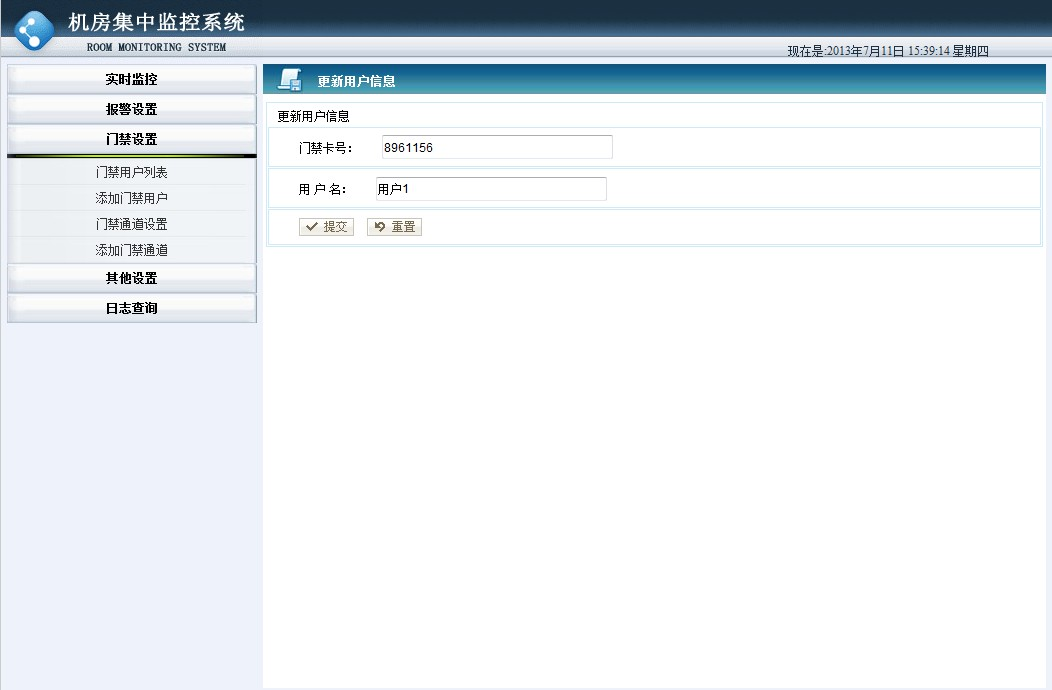 机房集中监控系统
ROOM MONITORING SYSTEM
现在是:2013年7月11日 15:39:14 星期四
实时监控
报警设置
门禁设置
门禁用户列表
添加门禁用户
门禁通道设置
添加门禁通道
其他设置
日志查询
更新用户信息
更新用户信息
门禁卡号： 8961156
用 户 名： 用户1
提交 重置